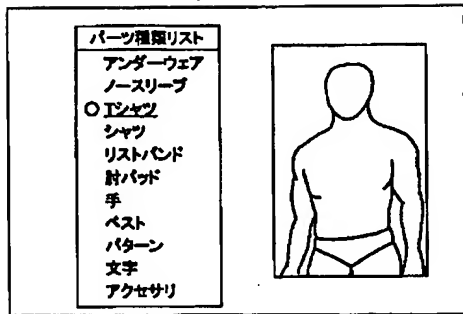 パーツ種類リスト
アンダーウェア
ノースリーブ
○ Tシャツ
シャツ
リストバンド
肘パッド
手
ベスト
パターン
文字
アクセサリ